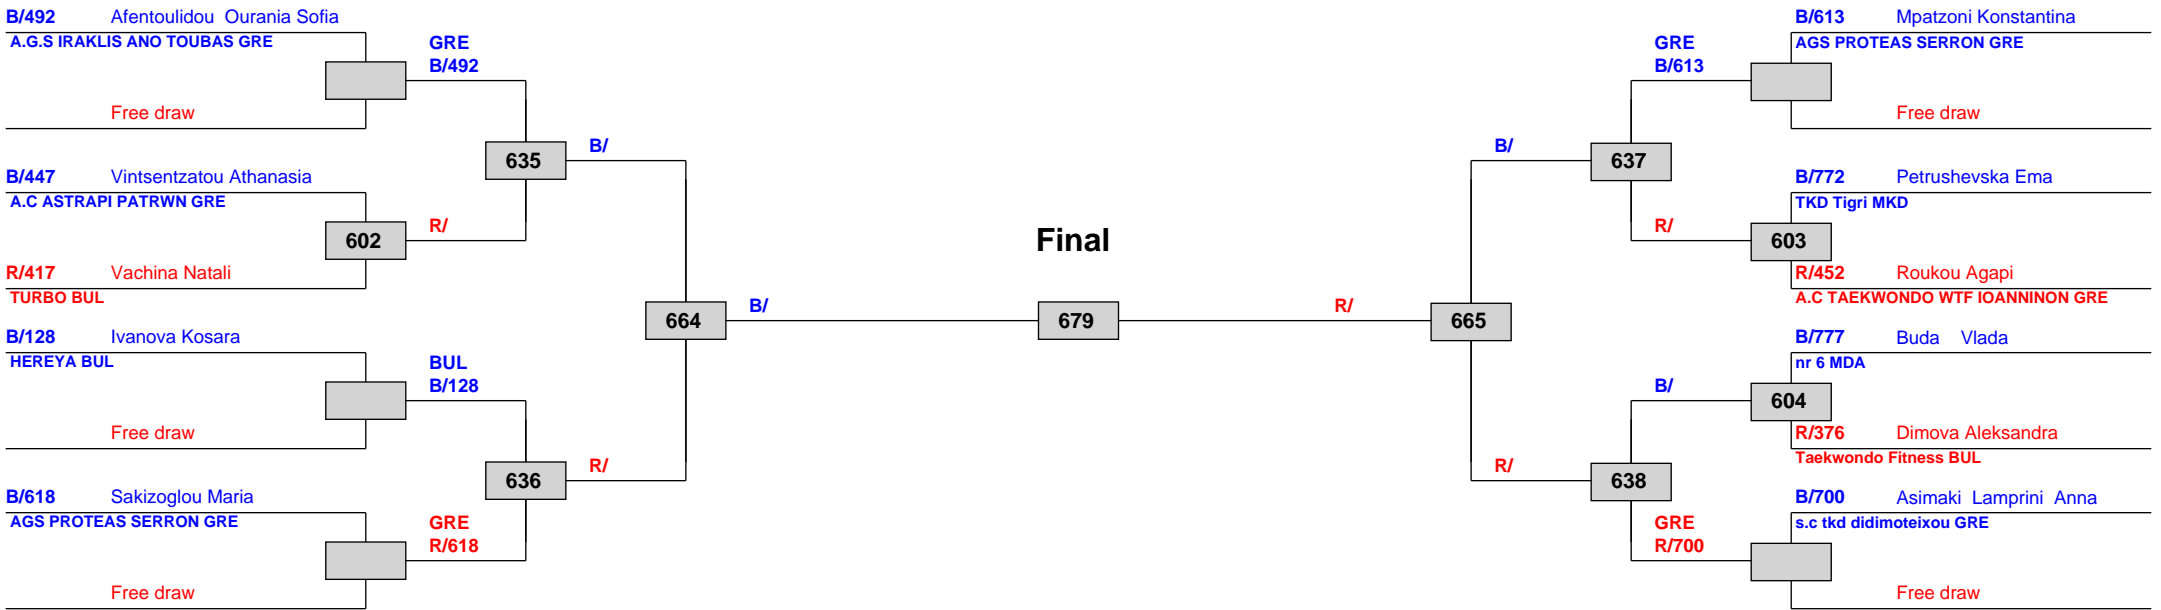 B/492 Afentoulidou Ourania Sofia
A.G.S IRAKLIS ANO TOUBAS GRE
GRE
B/492
Free draw
635
B/
B/447 Vintsentzatou Athanasia
A.C ASTRAPI PATRWN GRE
602
R/
R/417 Vachina Natali
TURBO BUL
664
B/
B/128 Ivanova Kosara
HEREYA BUL
BUL
B/128
Free draw
636
R/
B/618 Sakizoglou Maria
AGS PROTEAS SERRON GRE
GRE
R/618
Free draw
Final
679
B/613 Mpatzoni Konstantina
AGS PROTEAS SERRON GRE
GRE
B/613
Free draw
B/
637
B/772 Petrushevska Ema
TKD Tigri MKD
R/
603
R/452 Roukou Agapi
A.C TAEKWONDO WTF IOANNINON GRE
R/
665
B/777 Buda Vlada
nr 6 MDA
B/
604
R/376 Dimova Aleksandra
Taekwondo Fitness BUL
R/
638
B/700 Asimaki Lamprini Anna
s.c tkd didimoteixou GRE
GRE
R/700
Free draw